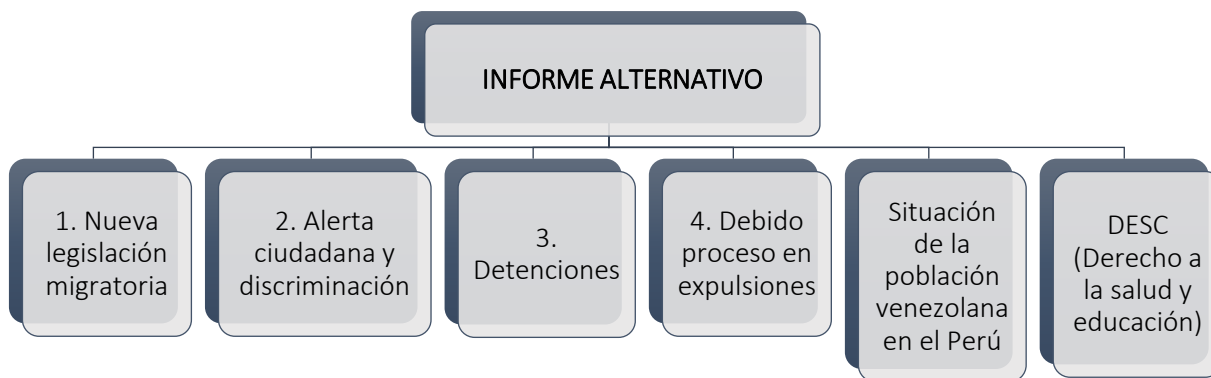 INFORME ALTERNATIVO
1. Nueva
legislación
migratoria
2. Alerta
ciudadana y
discriminación
3.
Detenciones
4. Debido
proceso en
expulsiones
Situación
de la
población
venezolana
en el Perú
DESC
(Derecho a
la salud y
educación)